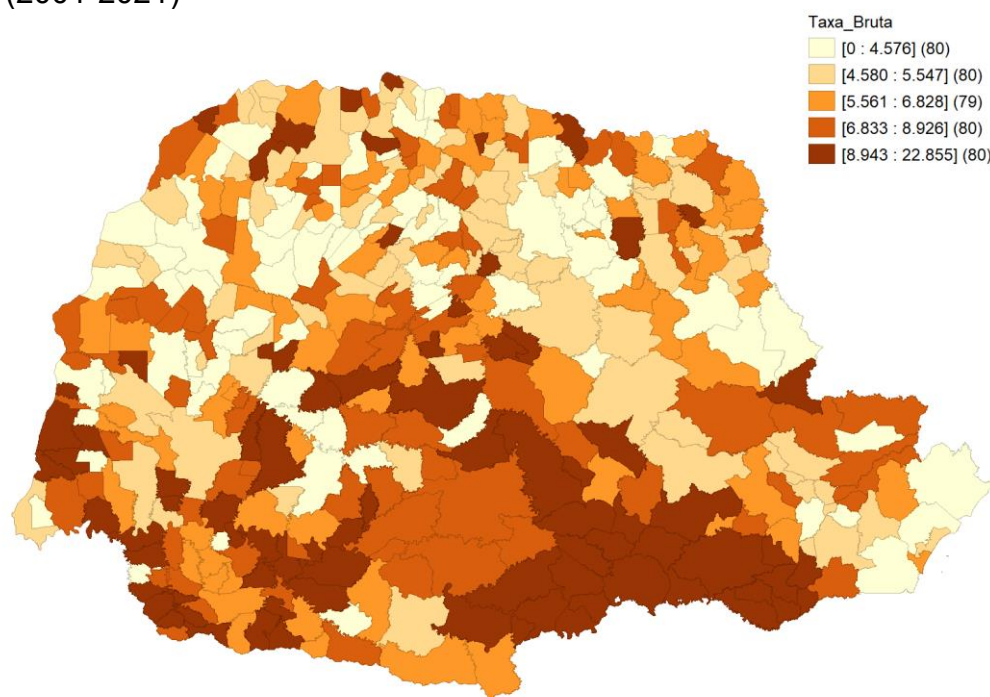 Taxa_Bruta
[0 : 4.576] (80)
[4.580 : 5.547] (80)
[5.561 : 6.828] (79)
[6.833 : 8.926] (80)
[8.943 : 22.855] (80)